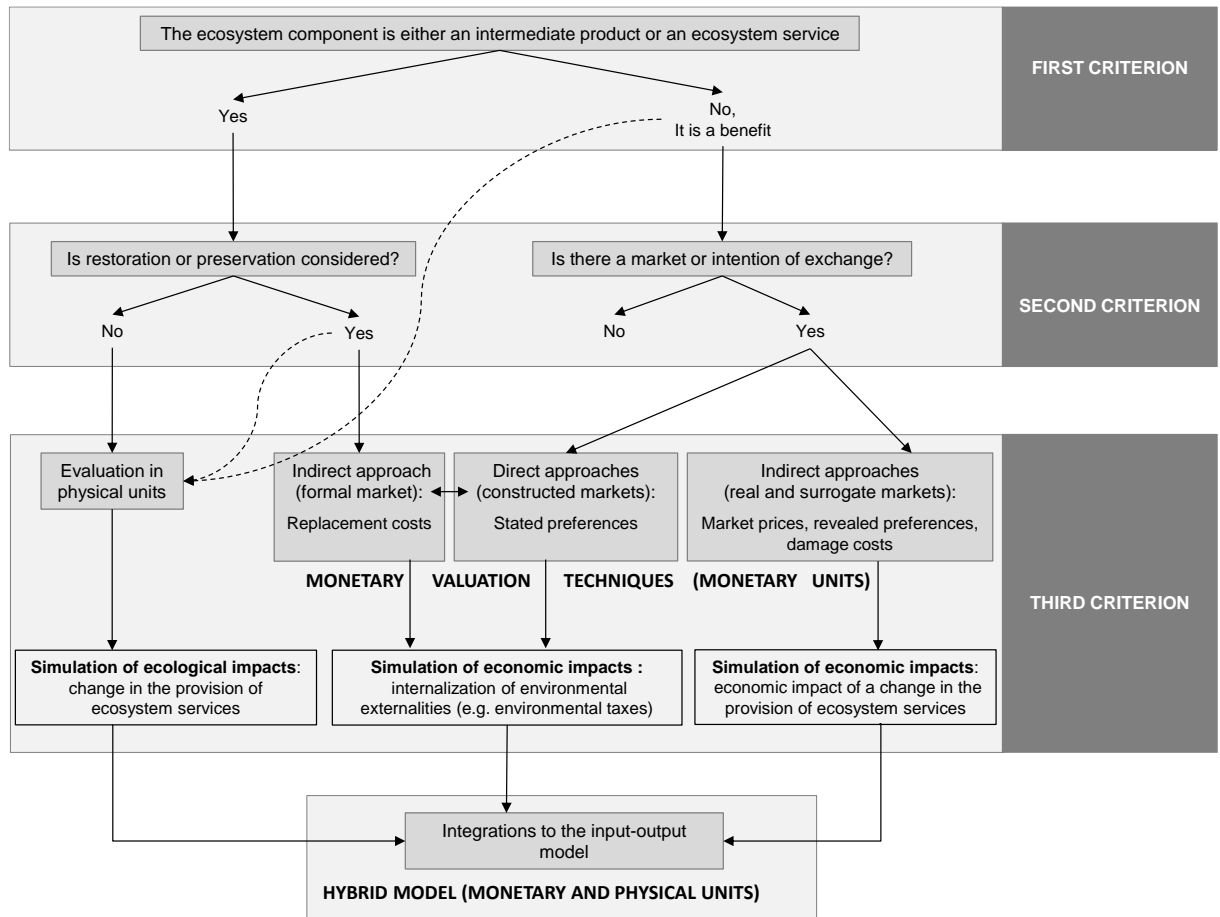 The ecosystem component is either an intermediate product or an ecosystem service
FIRST CRITERION
Yes
No,
It is a benefit
Is restoration or preservation considered?
Is there a market or intention of exchange?
SECOND CRITERION
No
Yes
No
Yes
Evaluation in
physical units
Indirect approach
(formal market):
Replacement costs
Direct approaches
(constructed markets):
Stated preferences
Indirect approaches
(real and surrogate markets):
Market prices, revealed preferences,
damage costs
MONETARY VALUATION TECHNIQUES (MONETARY UNITS)
THIRD CRITERION
Simulation of ecological impacts:
change in the provision of
ecosystem services
Simulation of economic impacts :
internalization of environmental
externalities (e.g. environmental taxes)
Simulation of economic impacts:
economic impact of a change in the
provision of ecosystem services
Integrations to the input-output
model
HYBRID MODEL (MONETARY AND PHYSICAL UNITS)